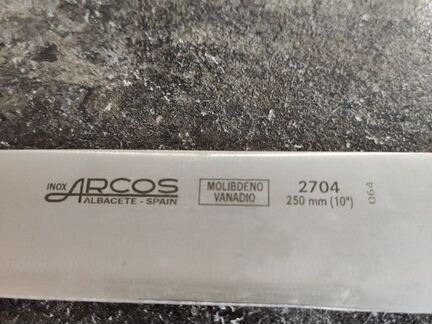 INOX ARCOS
ALBACETE - SPAIN
MOLIBDENO
VANADIO
2704
250 mm (10")
064